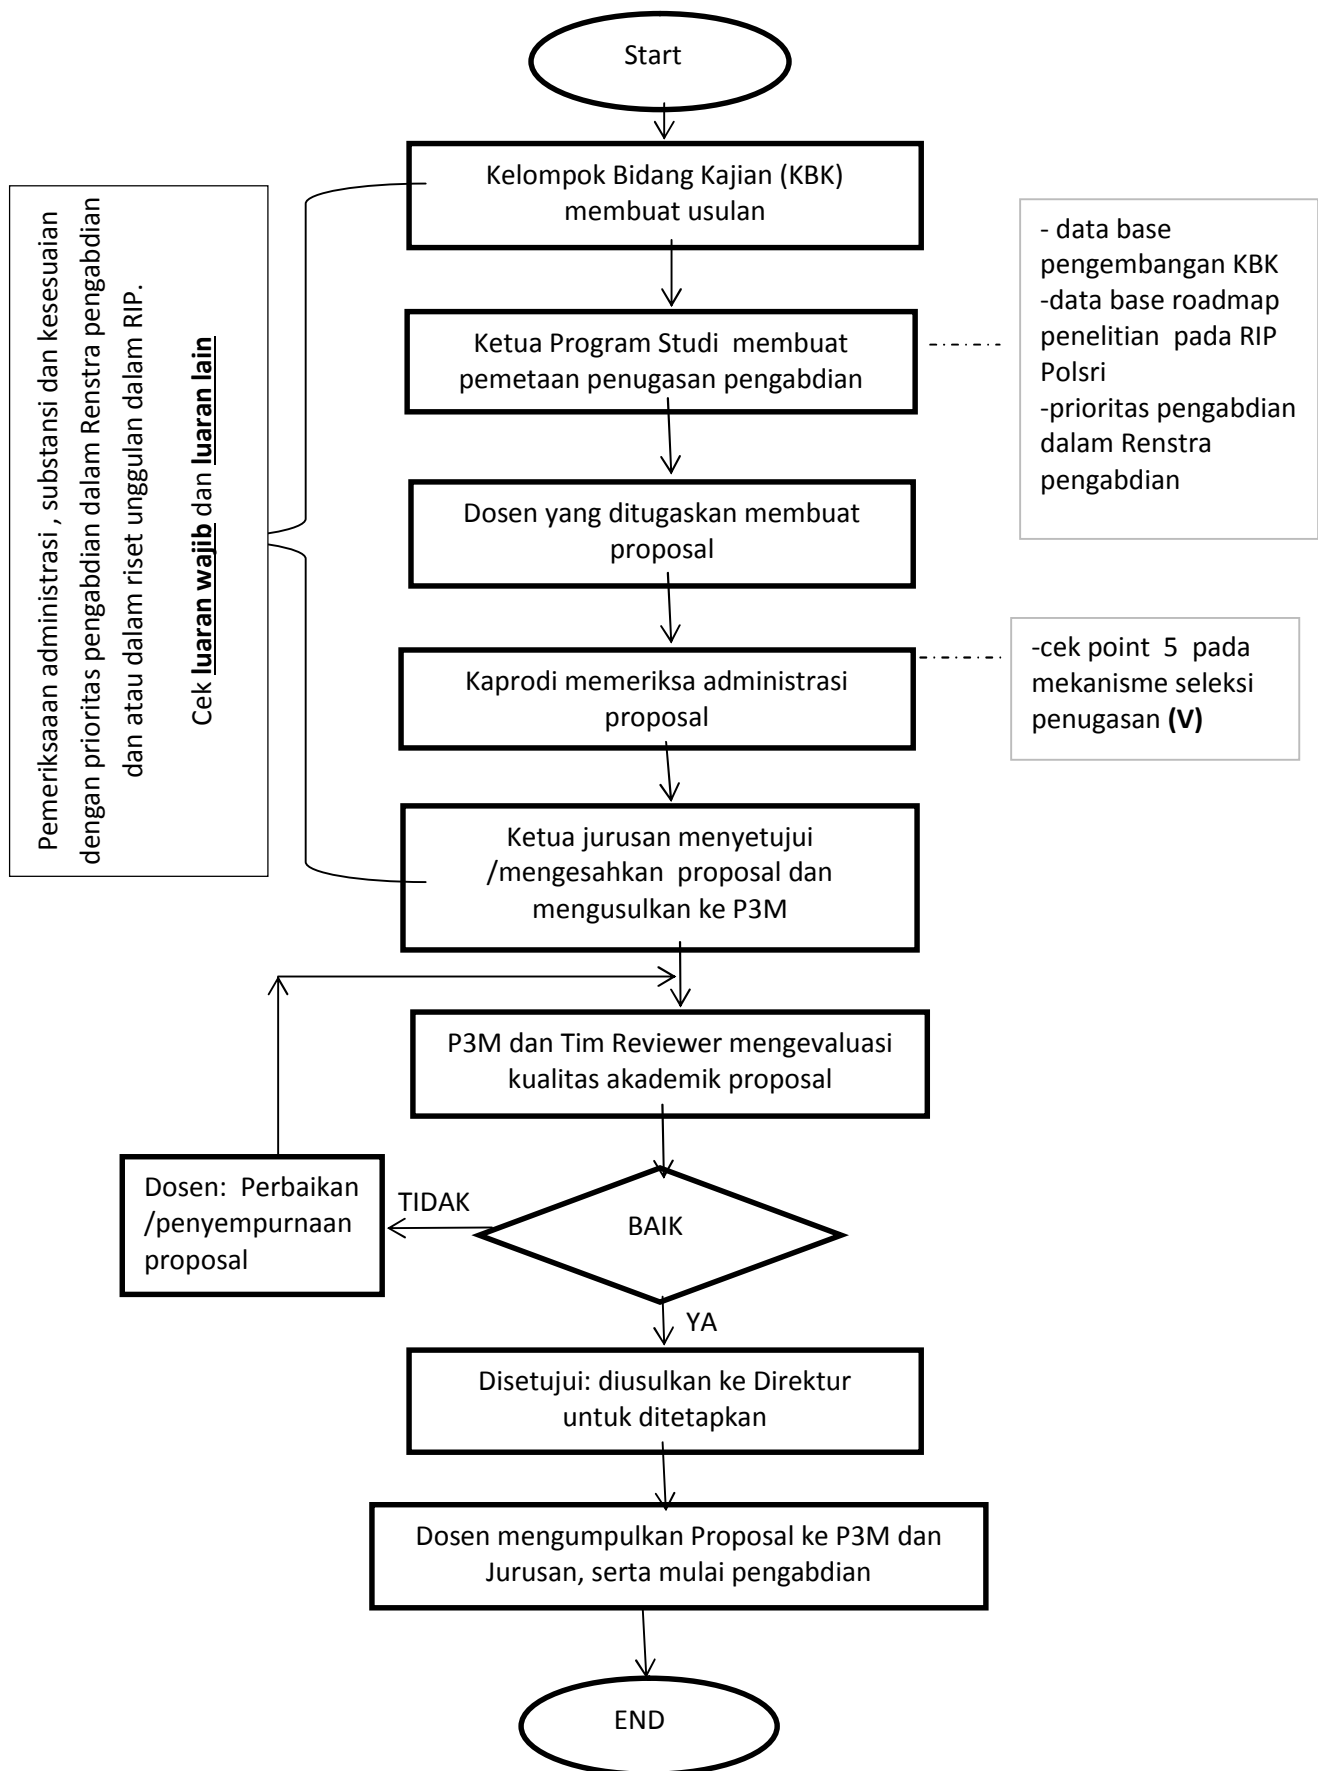 Start
Kelompok Bidang Kajian (KBK)
membuat usulan
Pemeriksaaan administrasi , substansi dan kesesuaian
dengan prioritas pengabdian dalam Renstra pengabdian
dan atau dalam riset unggulan dalam RIP.
Cek luaran wajib dan luaran lain
- data base
pengembangan KBK
-data base roadmap
penelitian pada RIP
Polsri
-prioritas pengabdian
dalam Renstra
pengabdian
Ketua Program Studi membuat
pemetaan penugasan pengabdian
Dosen yang ditugaskan membuat
proposal
Kaprodi memeriksa administrasi
proposal
-cek point 5 pada
mekanisme seleksi
penugasan (V)
Ketua jurusan menyetujui
/mengesahkan proposal dan
mengusulkan ke P3M
P3M dan Tim Reviewer mengevaluasi
kualitas akademik proposal
Dosen: Perbaikan
/penyempurnaan
proposal
TIDAK
BAIK
YA
Disetujui: diusulkan ke Direktur
untuk ditetapkan
Dosen mengumpulkan Proposal ke P3M dan
Jurusan, serta mulai pengabdian
END